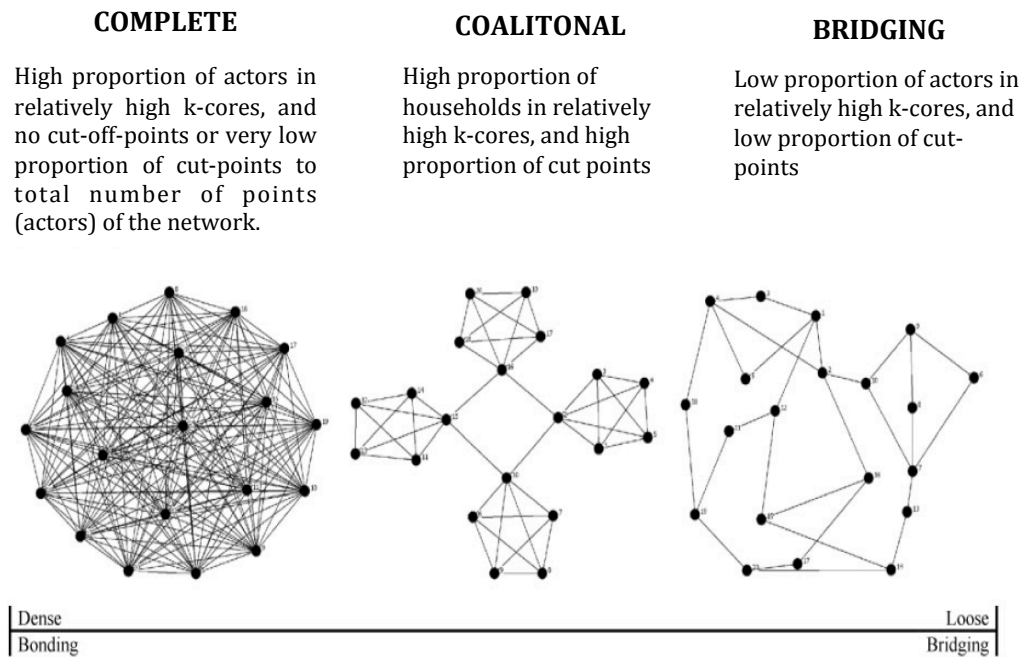 COMPLETE
High proportion of actors in
relatively high k-cores, and
no cut-off-points or very low
proportion of cut-points to
total number of points
(actors) of the network.
COALITONAL
High proportion of
households in relatively
high k-cores, and high
proportion of cut points
BRIDGING
Low proportion of actors in
relatively high k-cores, and
low proportion of cut-
points
Dense
Loose
Bonding
Bridging